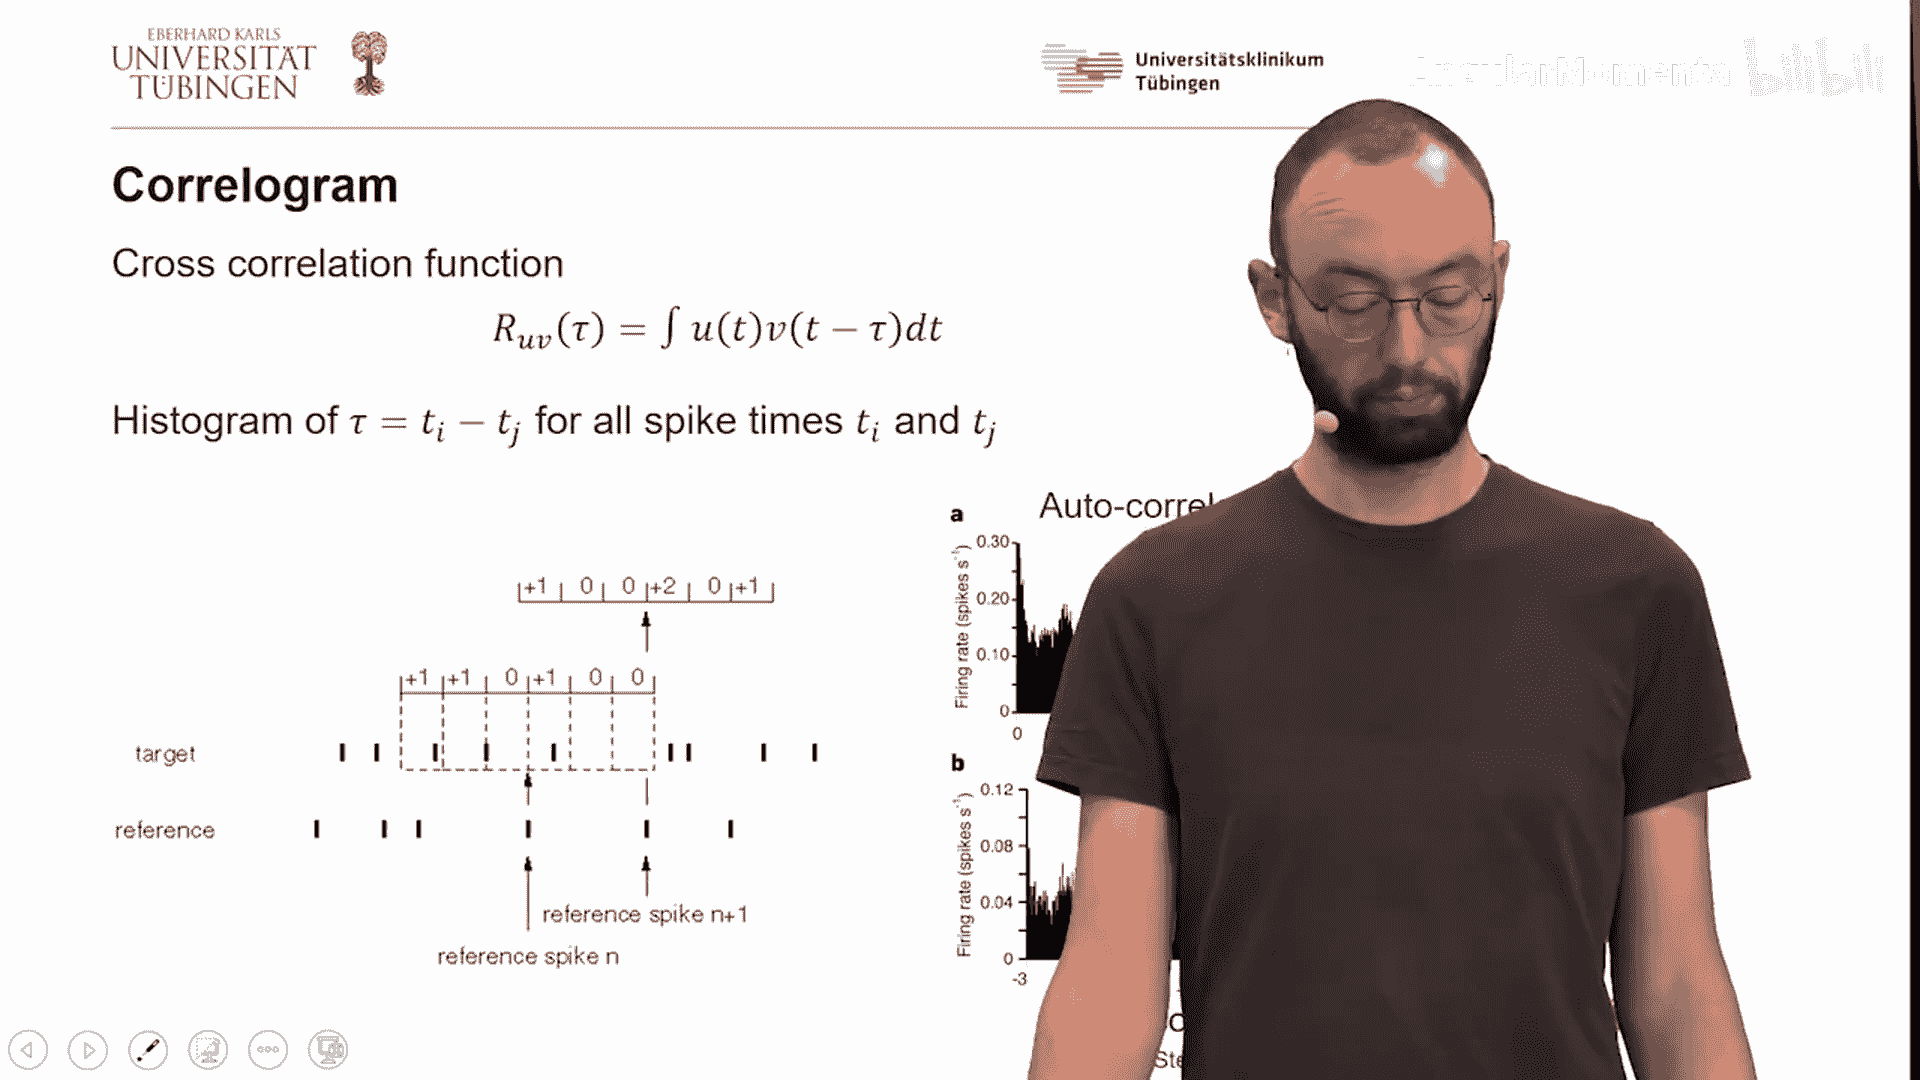 EBERHARD KARLS
UNIVERSITÄT
TÜBINGEN
Universitätsklinikum
Tübingen
bilibili
Correlogram
Cross correlation function
R_{uv}(τ) = ∫ u(t)v(t − τ)dt
Histogram of τ = t_i − t_j for all spike times t_i and t_j
+1 0 0 +2 0 +1
+1 +1 0 +1 0 0
target
reference
reference spike n+1
reference spike n
a
Auto-correl
Firing rate (spikes s⁻¹)
0.30
0.20
0.10
0
0
b
Firing rate (spikes s⁻¹)
0.12
0.08
0.04
0
-3